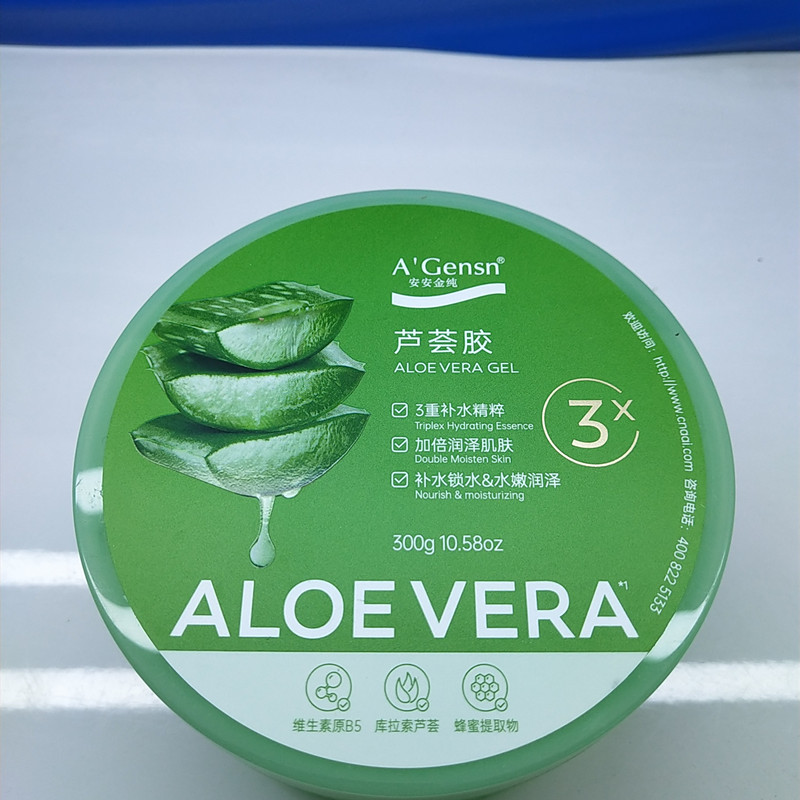 A'Gensn®
安安金纯
芦荟胶
ALOE VERA GEL
3重补水精粹
Triplex Hydrating Essence
加倍润泽肌肤
Double Moisten Skin
补水锁水&水嫩润泽
Nourish & moisturizing
3X
300g 10.58oz
ALOE VERA*1
维生素原B5
库拉索芦荟
蜂蜜提取物
欢迎访问：http://www.cnaai.com 咨询电话：400 822 5133